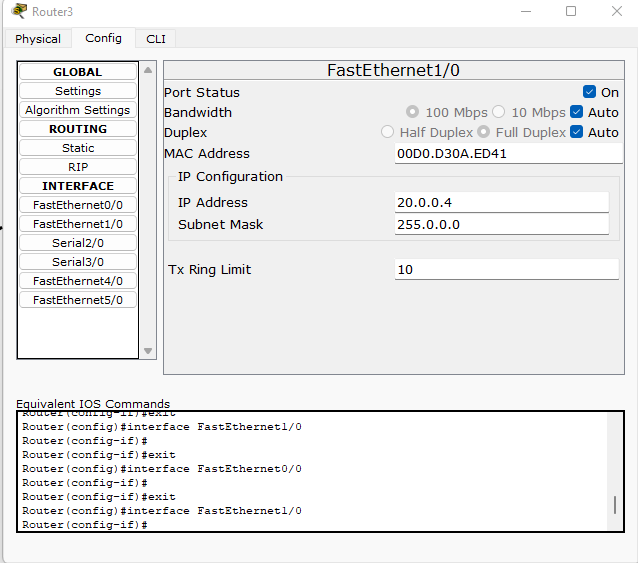 Router3
Physical Config CLI
GLOBAL
Settings
Algorithm Settings
ROUTING
Static
RIP
INTERFACE
FastEthernet0/0
FastEthernet1/0
Serial2/0
Serial3/0
FastEthernet4/0
FastEthernet5/0
FastEthernet1/0
Port Status On
Bandwidth 100 Mbps 10 Mbps Auto
Duplex Half Duplex Full Duplex Auto
MAC Address 00D0.D30A.ED41
IP Configuration
IP Address 20.0.0.4
Subnet Mask 255.0.0.0
Tx Ring Limit 10
Equivalent IOS Commands
Router(config-if)#exit
Router(config)#interface FastEthernet1/0
Router(config-if)#
Router(config-if)#exit
Router(config)#interface FastEthernet0/0
Router(config-if)#
Router(config-if)#exit
Router(config)#interface FastEthernet1/0
Router(config-if)#